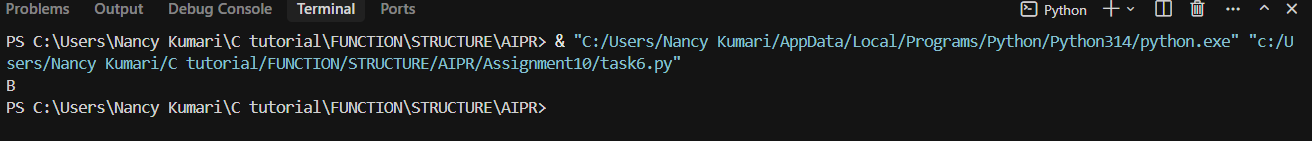 Problems Output Debug Console Terminal Ports Python
PS C:\Users\Nancy Kumari\C tutorial\FUNCTION\STRUCTURE\AIPR> & "C:/Users/Nancy Kumari/AppData/Local/Programs/Python/Python314/python.exe" "c:/U
sers/Nancy Kumari/C tutorial/FUNCTION/STRUCTURE/AIPR/Assignment10/task6.py"
B
PS C:\Users\Nancy Kumari\C tutorial\FUNCTION\STRUCTURE\AIPR>